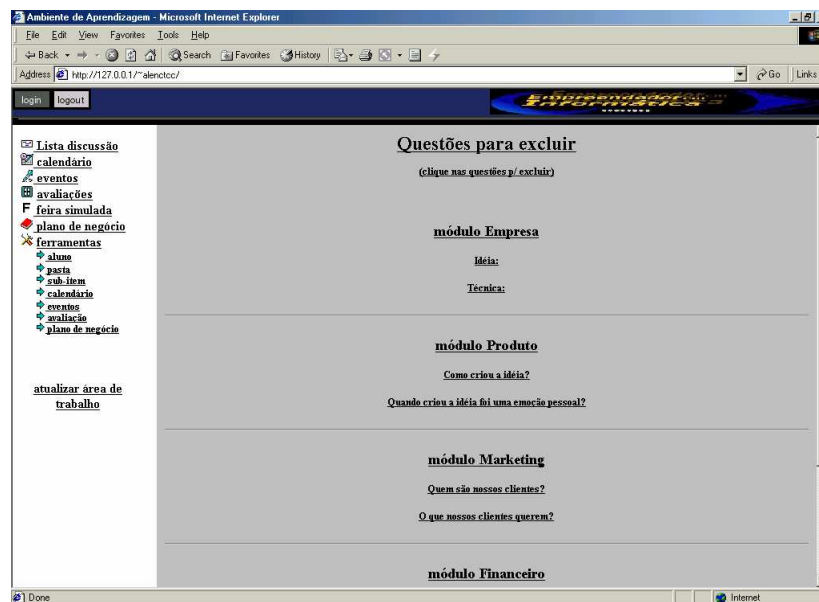 Ambiente de Aprendizagem - Microsoft Internet Explorer
File Edit View Favorites Tools Help
Back Search Favorites History
Address http://127.0.0.1/~alenctcc/ Go Links
login logout
Empreendedor em
Informática
Lista discussão
calendário
eventos
avaliações
F feira simulada
plano de negócio
ferramentas
aluno
pasta
sub-item
calendário
eventos
avaliação
plano de negócio
atualizar área de
trabalho
Questões para excluir
(clique nas questões p/ excluir)
módulo Empresa
Idéia:
Técnica:
módulo Produto
Como criou a idéia?
Quando criou a idéia foi uma emoção pessoal?
módulo Marketing
Quem são nossos clientes?
O que nossos clientes querem?
módulo Financeiro
Done Internet